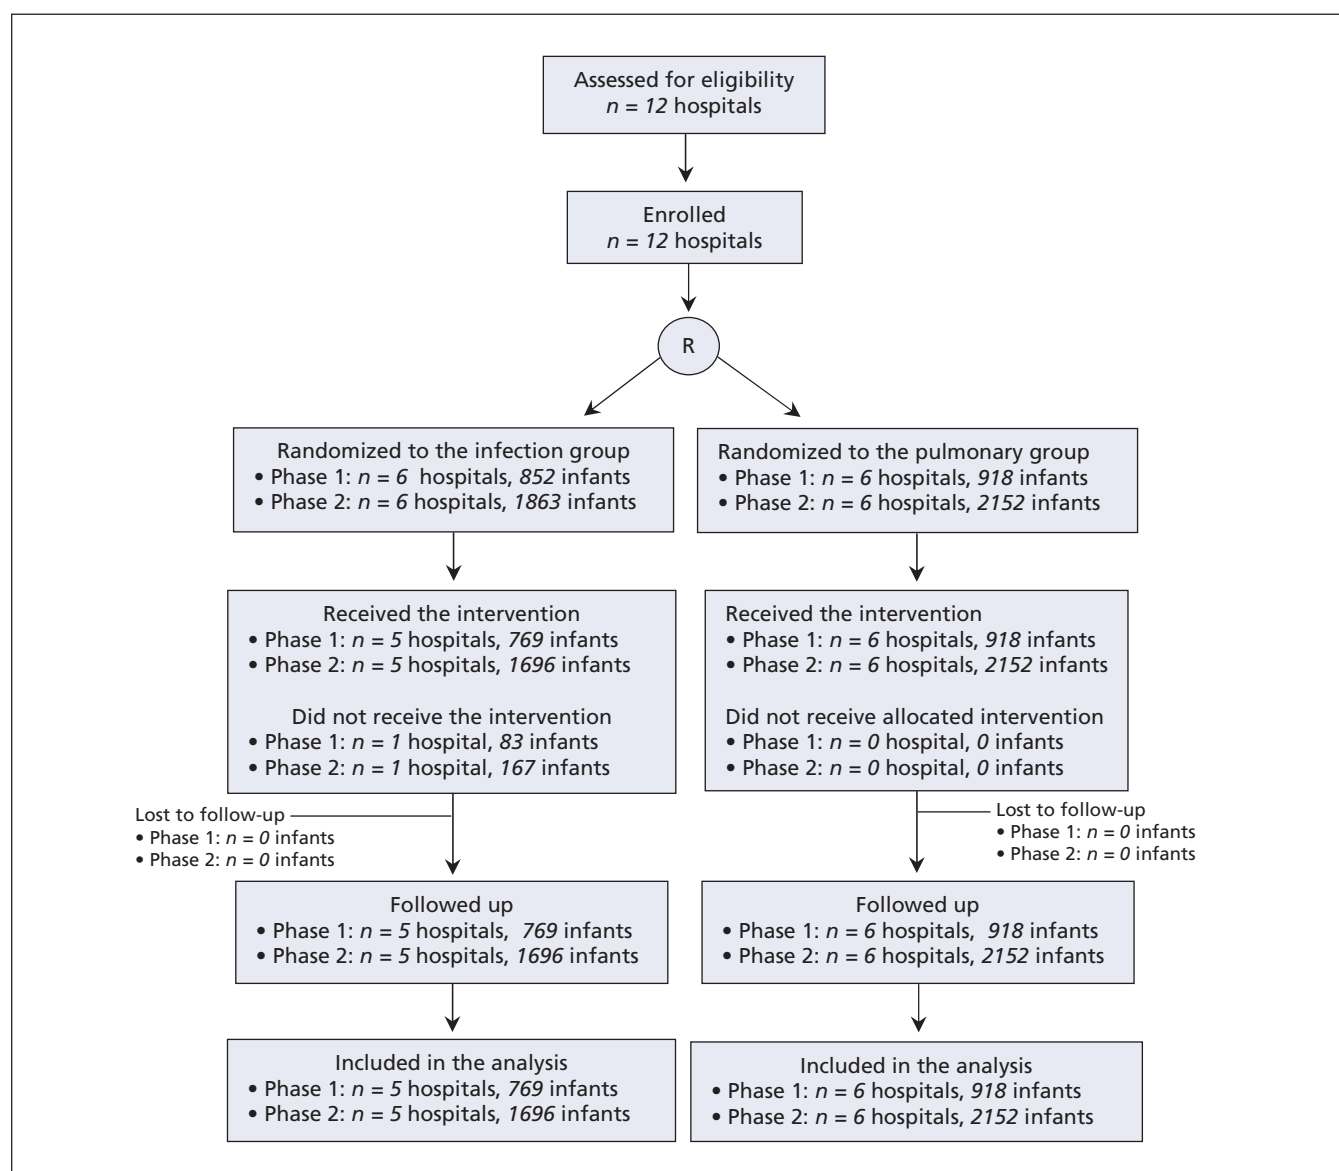 Assessed for eligibility
n = 12 hospitals
Enrolled
n = 12 hospitals
R
Randomized to the infection group
• Phase 1: n = 6 hospitals, 852 infants
• Phase 2: n = 6 hospitals, 1863 infants
Randomized to the pulmonary group
• Phase 1: n = 6 hospitals, 918 infants
• Phase 2: n = 6 hospitals, 2152 infants
Received the intervention
• Phase 1: n = 5 hospitals, 769 infants
• Phase 2: n = 5 hospitals, 1696 infants
Did not receive the intervention
• Phase 1: n = 1 hospital, 83 infants
• Phase 2: n = 1 hospital, 167 infants
Received the intervention
• Phase 1: n = 6 hospitals, 918 infants
• Phase 2: n = 6 hospitals, 2152 infants
Did not receive allocated intervention
• Phase 1: n = 0 hospital, 0 infants
• Phase 2: n = 0 hospital, 0 infants
Lost to follow-up
• Phase 1: n = 0 infants
• Phase 2: n = 0 infants
Lost to follow-up
• Phase 1: n = 0 infants
• Phase 2: n = 0 infants
Followed up
• Phase 1: n = 5 hospitals, 769 infants
• Phase 2: n = 5 hospitals, 1696 infants
Followed up
• Phase 1: n = 6 hospitals, 918 infants
• Phase 2: n = 6 hospitals, 2152 infants
Included in the analysis
• Phase 1: n = 5 hospitals, 769 infants
• Phase 2: n = 5 hospitals, 1696 infants
Included in the analysis
• Phase 1: n = 6 hospitals, 918 infants
• Phase 2: n = 6 hospitals, 2152 infants